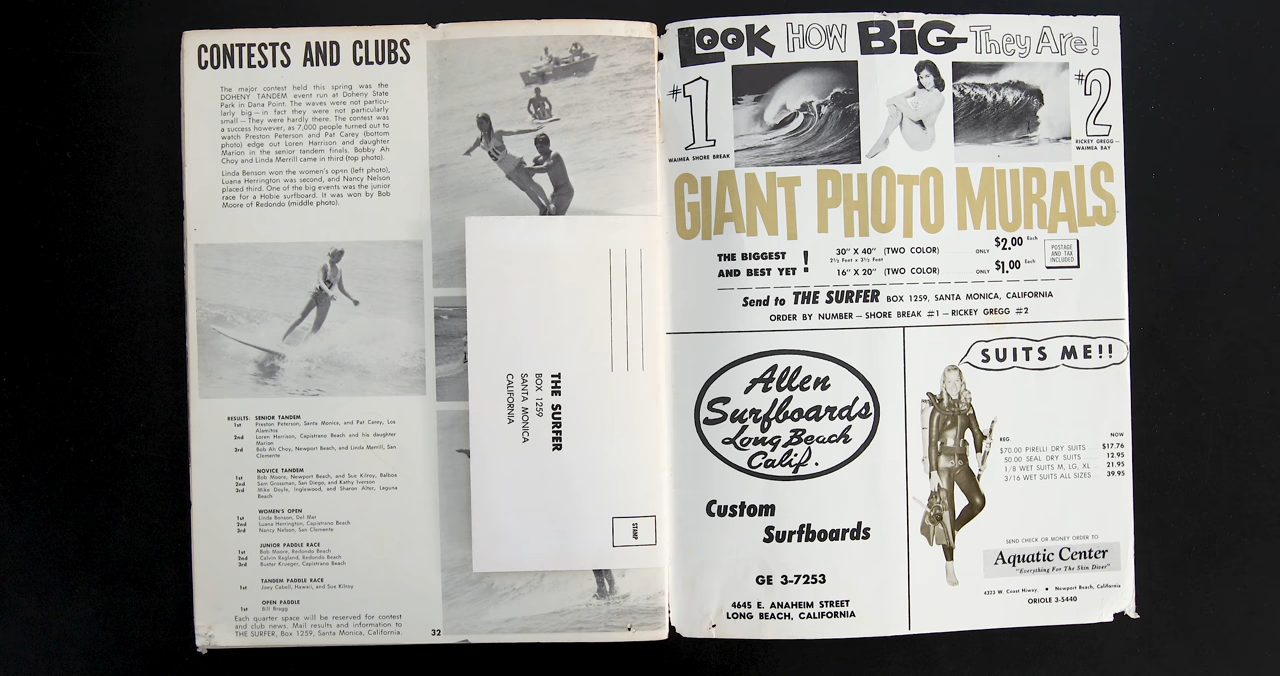 CONTESTS AND CLUBS
The major contest held this spring was the
DOHENY TANDEM event run at Doheny State
Park in Dana Point. The waves were not particu-
larly big — in fact they were not particularly
small — They were hardly there. The contest was
a success however, as 7,000 people turned out to
watch Preston Peterson and Pat Carey (bottom
photo) edge out Loren Harrison and daughter
Marion in the senior tandem finals. Bobby Ah
Choy and Linda Merrill came in third (top photo).
Linda Benson won the women's open (left photo),
Luana Herrington was second, and Nancy Nelson
placed third. One of the big events was the junior
race for a Hobie surfboard. It was won by Bob
Moore of Redondo (middle photo).
RESULTS: SENIOR TANDEM
1st Preston Peterson, Santa Monica, and Pat Carey, Los
Alamitos
2nd Loren Harrison, Capistrano Beach and his daughter
Marion
3rd Bob Ah Choy, Newport Beach, and Linda Merrill, San
Clemente
NOVICE TANDEM
1st Bob Moore, Newport Beach, and Sue Kilroy, Balboa
2nd Sam Grossman, San Diego, and Kathy Iverson
3rd Mike Doyle, Inglewood, and Sharon Alter, Laguna
Beach
WOMEN'S OPEN
1st Linda Benson, Del Mar
2nd Luana Herrington, Capistrano Beach
3rd Nancy Nelson, San Clemente
JUNIOR PADDLE RACE
1st Bob Moore, Redondo Beach
2nd Calvin Ragland, Redondo Beach
3rd Buster Krueger, Capistrano Beach
TANDEM PADDLE RACE
1st Joey Cabell, Hawaii, and Sue Kilroy
OPEN PADDLE
1st Bill Bragg
Each quarter space will be reserved for contest
and club news. Mail results and information to
THE SURFER, Box 1259, Santa Monica, California.
32
THE SURFER
BOX 1259
SANTA MONICA
CALIFORNIA
STAMP
LOOK HOW BIG They Are!
#1
WAIMEA SHORE BREAK
#2
RICKEY GREGG —
WAIMEA BAY
GIANT PHOTO MURALS
THE BIGGEST
AND BEST YET !
30" X 40" (TWO COLOR) ONLY $2.00 Each
2½ Feet x 3½ Feet
16" X 20" (TWO COLOR) ONLY $1.00 Each
POSTAGE
AND TAX
INCLUDED
Send to THE SURFER BOX 1259, SANTA MONICA, CALIFORNIA
ORDER BY NUMBER — SHORE BREAK #1 — RICKEY GREGG #2
Allen
Surfboards
Long Beach
Calif.
Custom
Surfboards
GE 3-7253
4645 E. ANAHEIM STREET
LONG BEACH, CALIFORNIA
SUITS ME!!
REG. NOW
$70.00 PIRELLI DRY SUITS $17.76
50.00 SEAL DRY SUITS 12.95
1/8 WET SUITS M, LG, XL 21.95
3/16 WET SUITS ALL SIZES 39.95
SEND CHECK OR MONEY ORDER TO
Aquatic Center
"Everything For The Skin Diver"
4323 W. Coast Hiway • Newport Beach, California
ORIOLE 3-5440